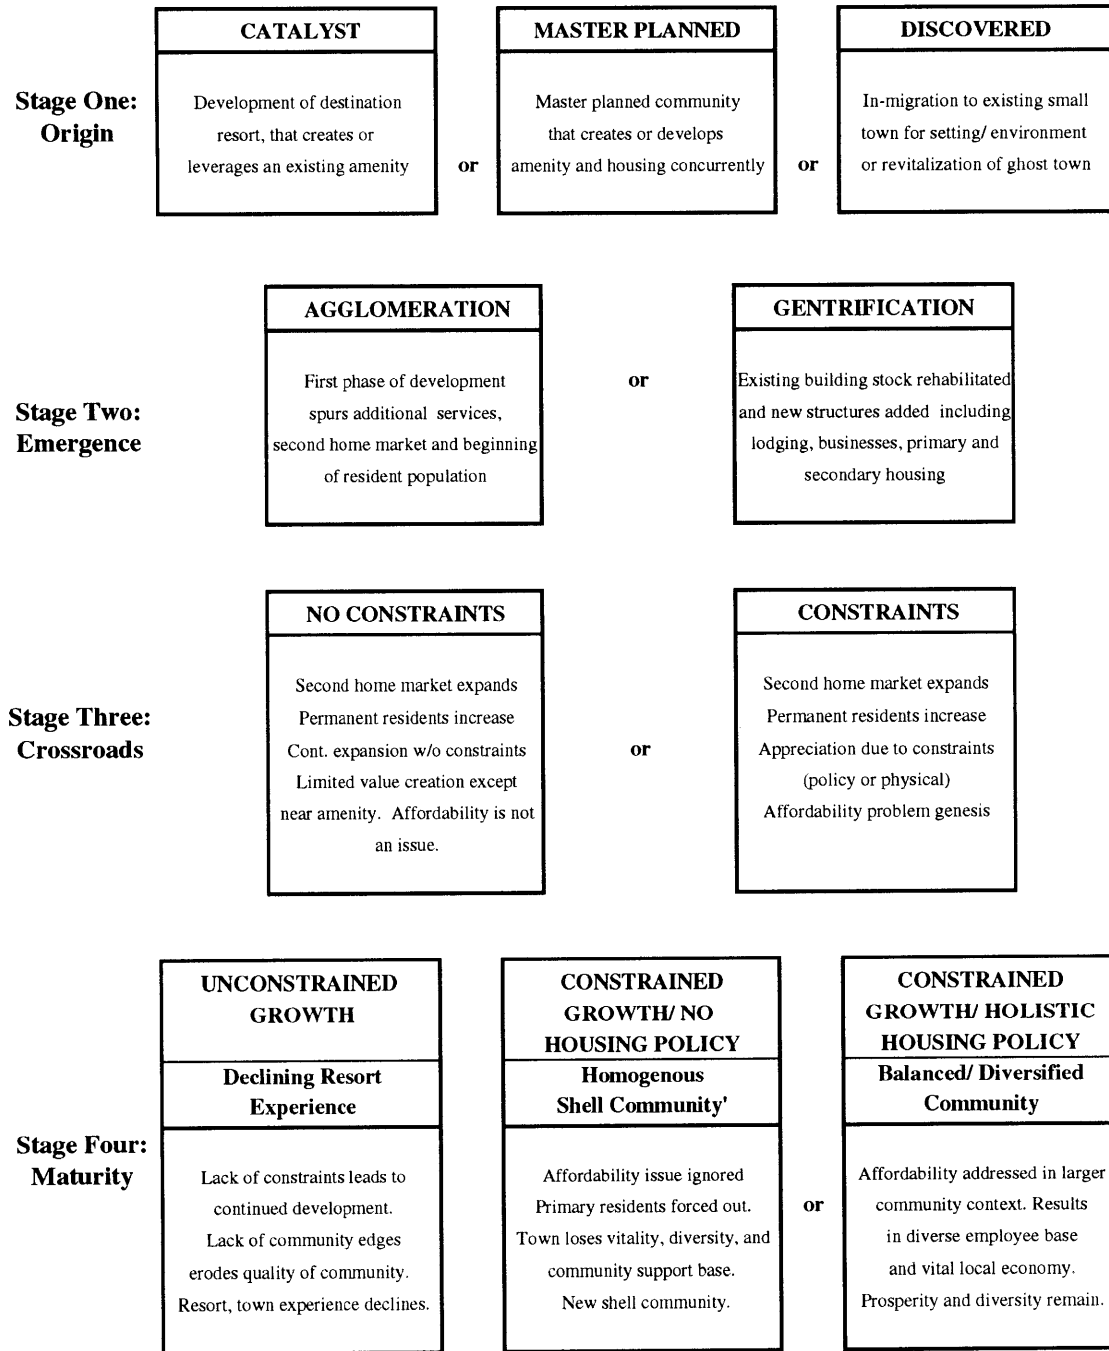 CATALYST
MASTER PLANNED
DISCOVERED
Stage One:
Origin
Development of destination
resort, that creates or
leverages an existing amenity
or
Master planned community
that creates or develops
amenity and housing concurrently
or
In-migration to existing small
town for setting/ environment
or revitalization of ghost town
AGGLOMERATION
GENTRIFICATION
Stage Two:
Emergence
First phase of development
spurs additional services,
second home market and beginning
of resident population
or
Existing building stock rehabilitated
and new structures added including
lodging, businesses, primary and
secondary housing
NO CONSTRAINTS
CONSTRAINTS
Stage Three:
Crossroads
Second home market expands
Permanent residents increase
Cont. expansion w/o constraints
Limited value creation except
near amenity. Affordability is not
an issue.
or
Second home market expands
Permanent residents increase
Appreciation due to constraints
(policy or physical)
Affordability problem genesis
UNCONSTRAINED
GROWTH
CONSTRAINED
GROWTH/ NO
HOUSING POLICY
CONSTRAINED
GROWTH/ HOLISTIC
HOUSING POLICY
Declining Resort
Experience
Homogenous
Shell Community'
Balanced/ Diversified
Community
Stage Four:
Maturity
Lack of constraints leads to
continued development.
Lack of community edges
erodes quality of community.
Resort, town experience declines.
Affordability issue ignored
Primary residents forced out.
Town loses vitality, diversity, and
community support base.
New shell community.
or
Affordability addressed in larger
community context. Results
in diverse employee base
and vital local economy.
Prosperity and diversity remain.